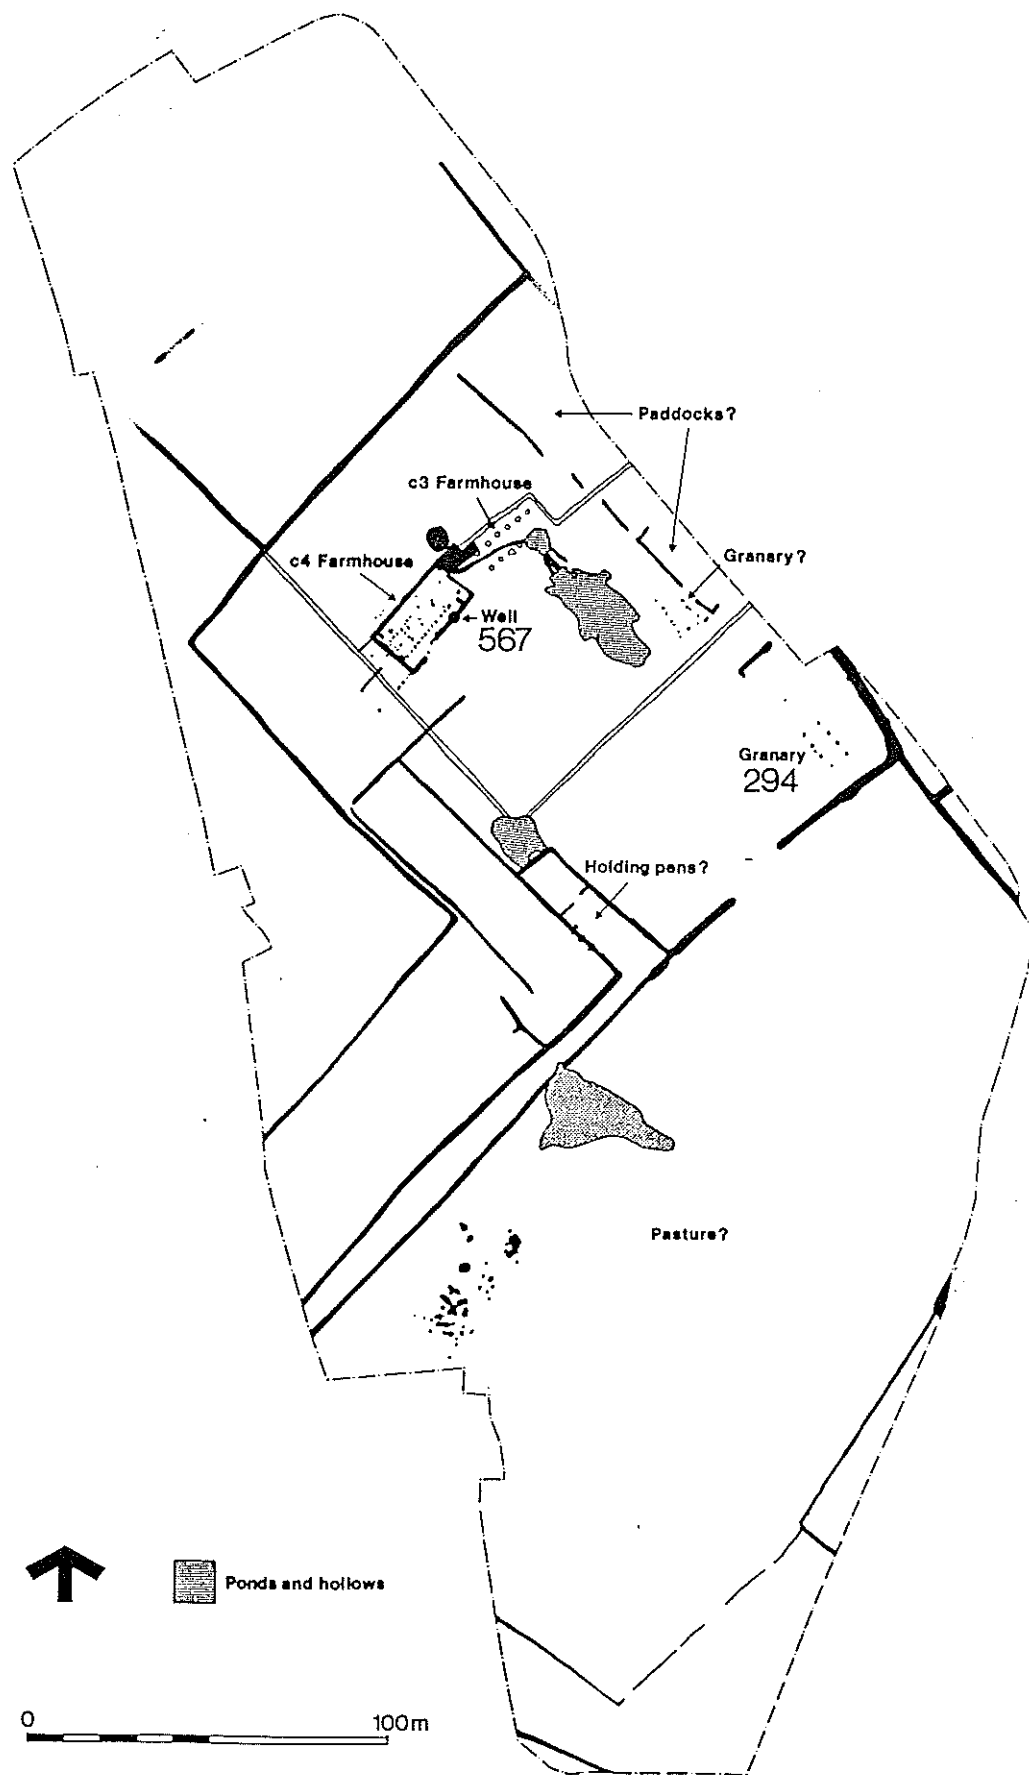 Paddocks?
c3 Farmhouse
Granary?
c4 Farmhouse
Well
567
Granary
294
Holding pens?
Pasture?
Ponds and hollows
0 100m